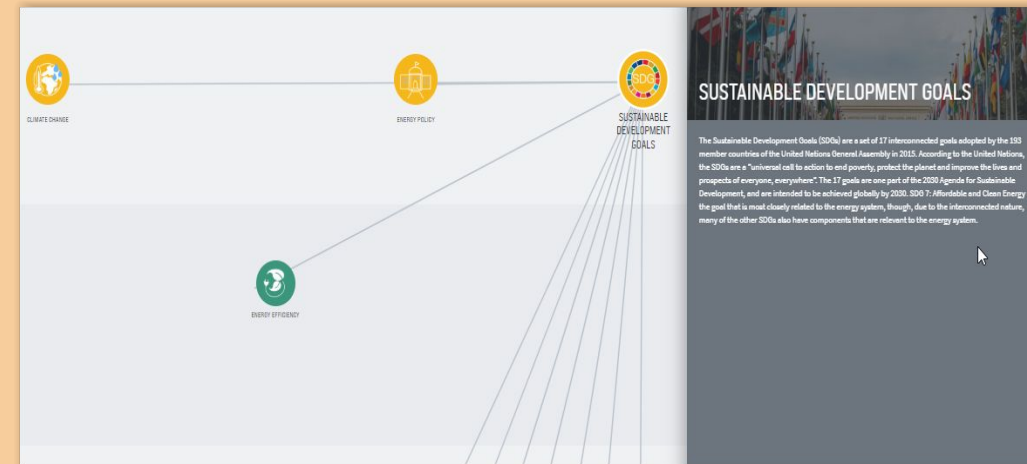 CLIMATE CHANGE
ENERGY POLICY
SDG
SUSTAINABLE
DEVELOPMENT
GOALS
ENERGY EFFICIENCY
SUSTAINABLE DEVELOPMENT GOALS
The Sustainable Development Goals (SDGs) are a set of 17 interconnected goals adopted by the 193
member countries of the United Nations General Assembly in 2015. According to the United Nations,
the SDGs are a "universal call to action to end poverty, protect the planet and improve the lives and
prospects of everyone, everywhere". The 17 goals are one part of the 2030 Agenda for Sustainable
Development, and are intended to be achieved globally by 2030. SDG 7: Affordable and Clean Energy
the goal that is most closely related to the energy system, though, due to the interconnected nature,
many of the other SDGs also have components that are relevant to the energy system.